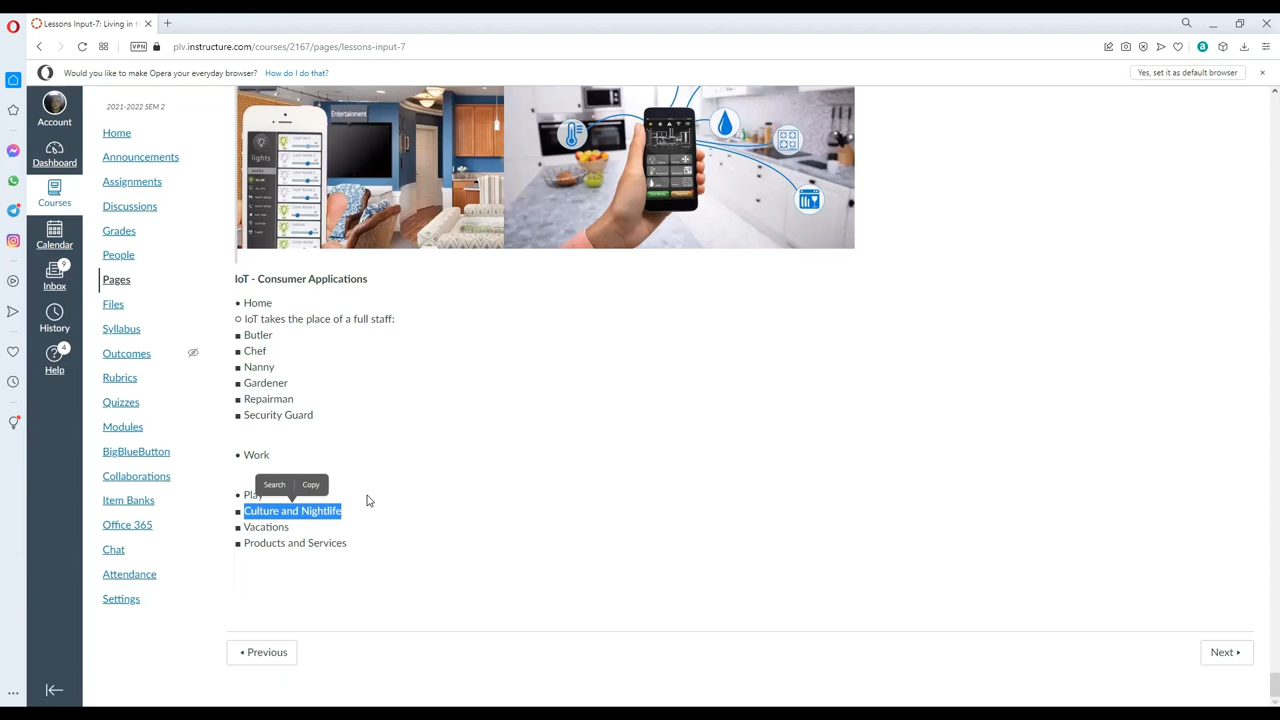 Lessons Input-7: Living in t
VPN
plv.instructure.com/courses/2167/pages/lessons-input-7
Would you like to make Opera your everyday browser? How do I do that?
Yes, set it as default browser
2021-2022 SEM 2
Account
Dashboard
Courses
Calendar
9
Inbox
History
4
Help
Home
Announcements
Assignments
Discussions
Grades
People
Pages
Files
Syllabus
Outcomes
Rubrics
Quizzes
Modules
BigBlueButton
Collaborations
Item Banks
Office 365
Chat
Attendance
Settings
Entertainment
lights
IoT - Consumer Applications
• Home
○ IoT takes the place of a full staff:
■ Butler
■ Chef
■ Nanny
■ Gardener
■ Repairman
■ Security Guard
• Work
Search Copy
• Play
■ Culture and Nightlife
■ Vacations
■ Products and Services
Previous
Next